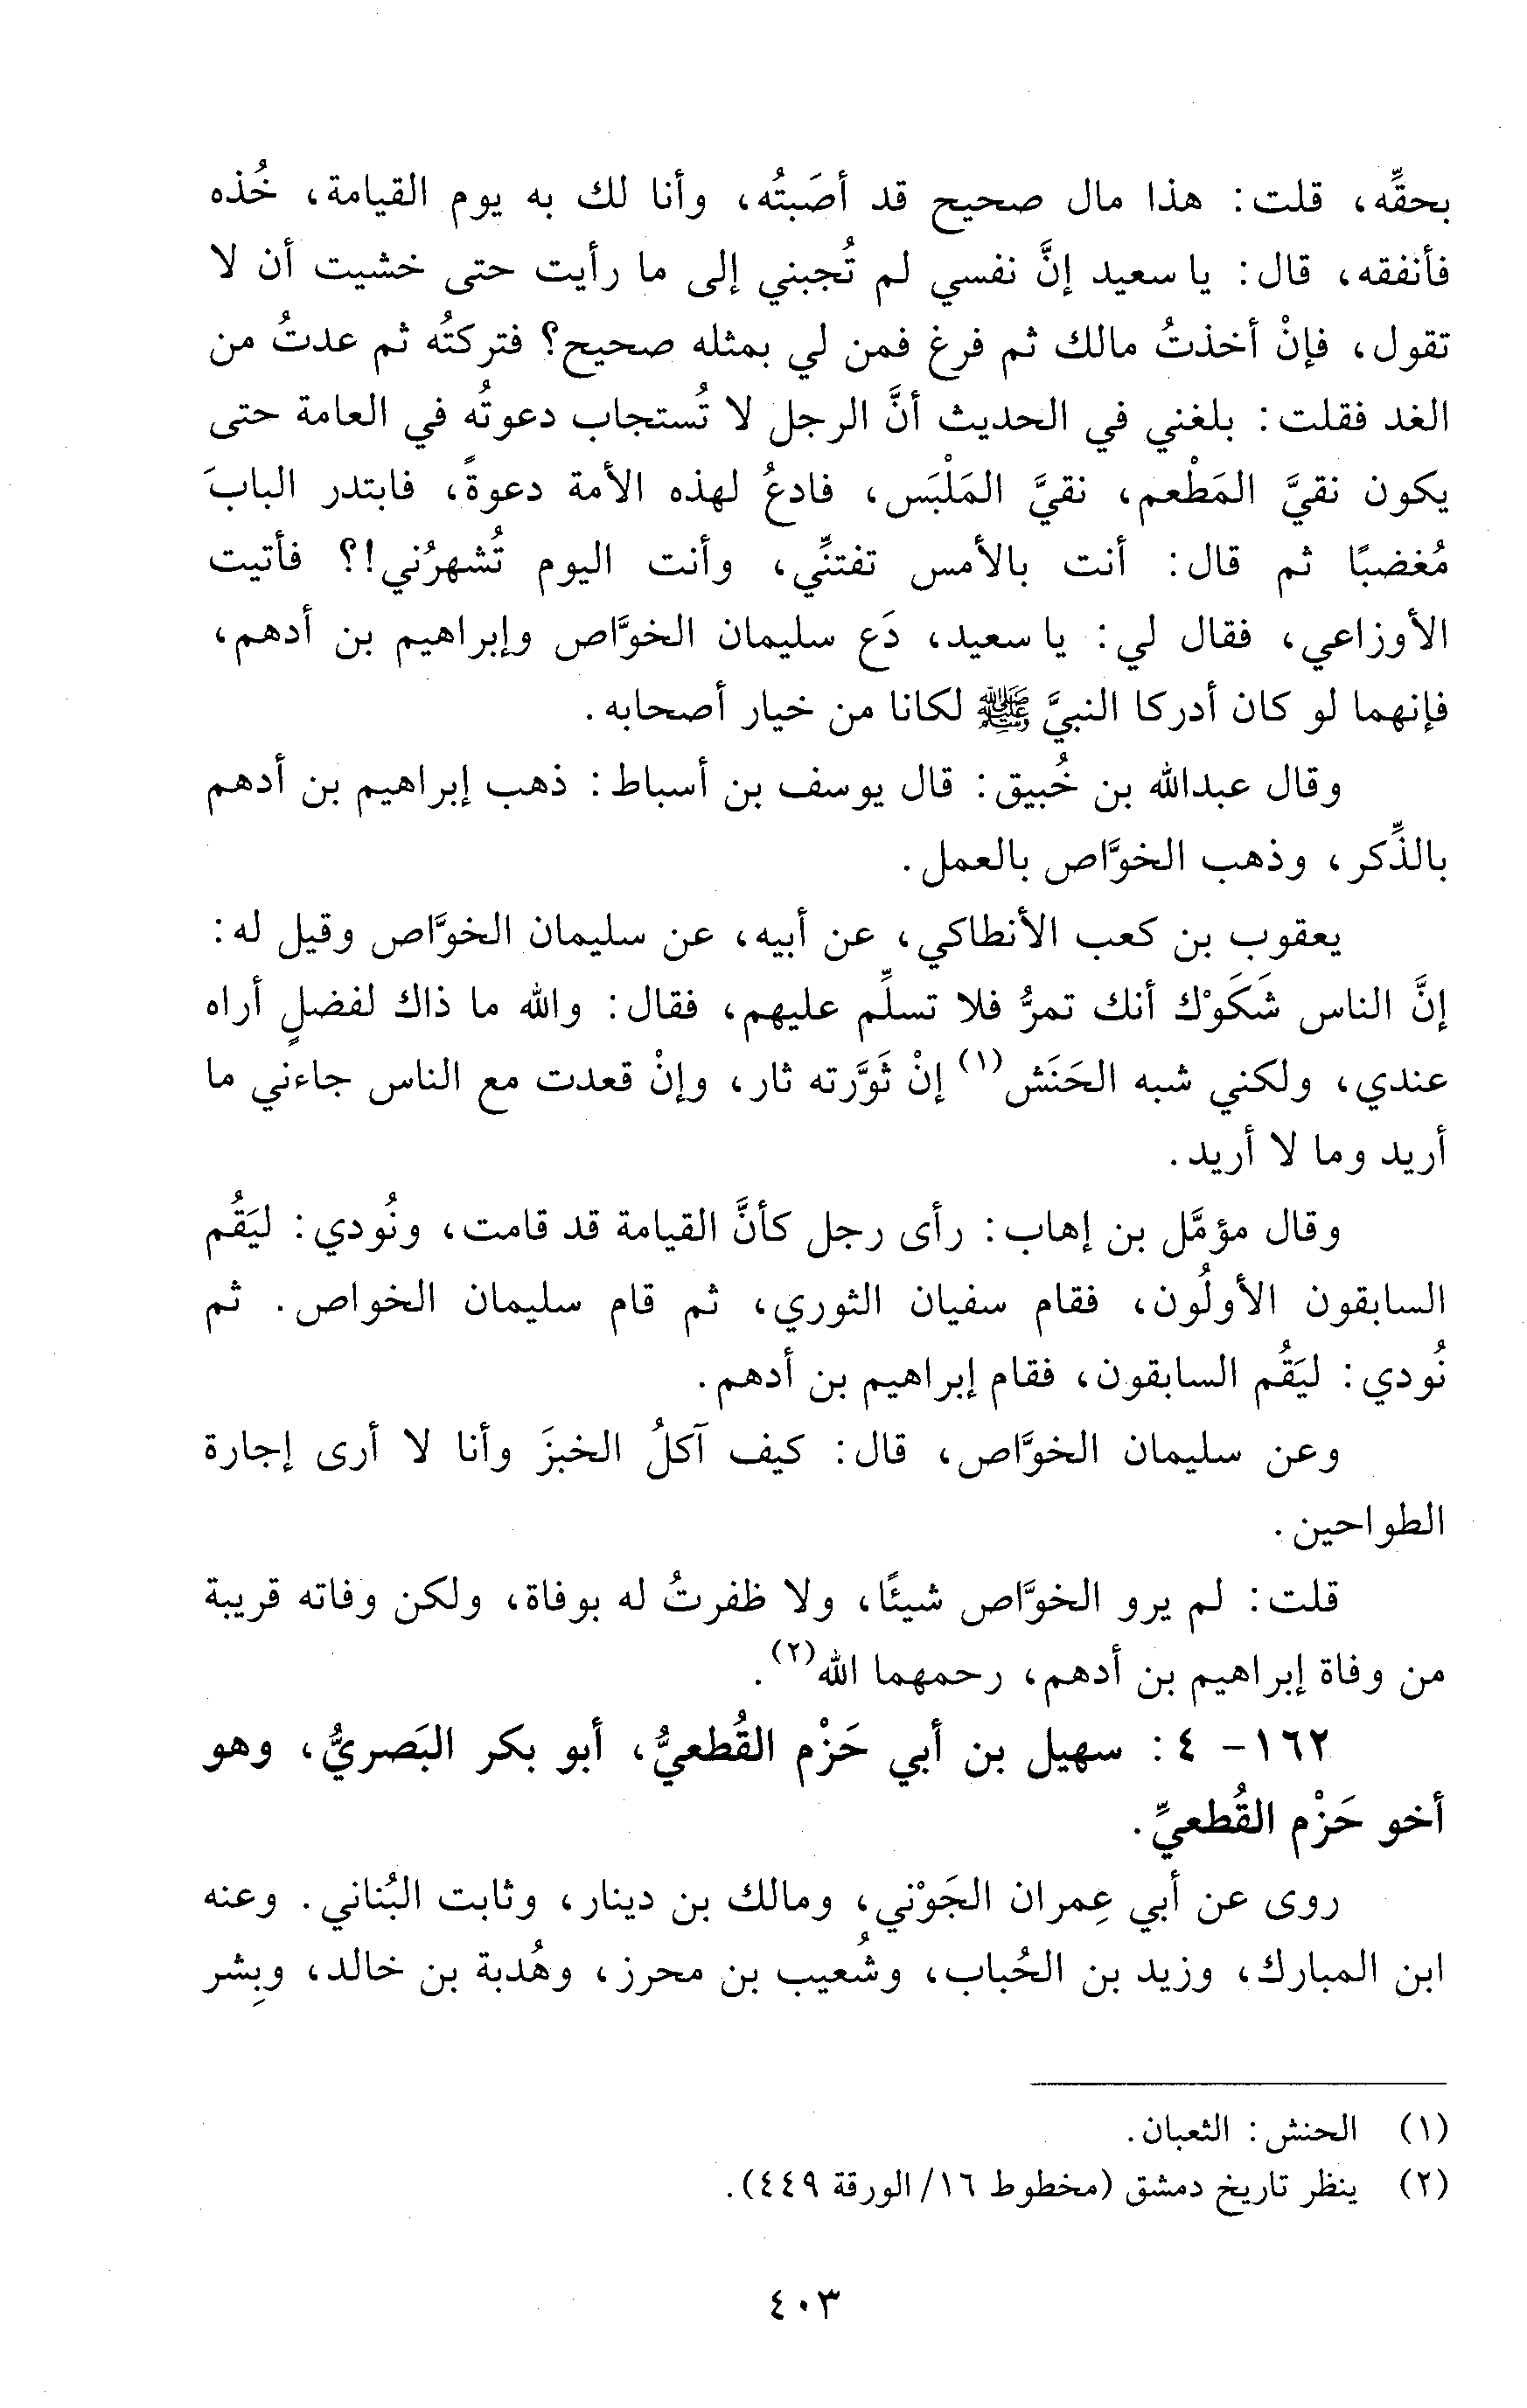 بحقِّه، قلت: هذا مال صحيح قد أصَبتُه، وأنا لك به يوم القيامة، خُذه
فأنفقه، قال: يا سعيد إنَّ نفسي لم تُجبني إلى ما رأيت حتى خشيت أن لا
تقول، فإنْ أخذتُ مالك ثم فرغ فمن لي بمثله صحيح؟ فتركتُه ثم عدتُ من
الغد فقلت: بلغني في الحديث أنَّ الرجل لا تُستجاب دعوتُه في العامة حتى
يكون نقيَّ المَطْعم، نقيَّ المَلْبَس، فادعُ لهذه الأمة دعوةً، فابتدر البابَ
مُغضبًا ثم قال: أنت بالأمس تفتنِّي، وأنت اليوم تُشهرُني!؟ فأتيت
الأوزاعي، فقال لي: يا سعيد، دَع سليمان الخوَّاص وإبراهيم بن أدهم،
فإنهما لو كان أدركا النبيَّ ﷺ لكانا من خيار أصحابه.
وقال عبدالله بن خُبيق: قال يوسف بن أسباط: ذهب إبراهيم بن أدهم
بالذِّكر، وذهب الخوَّاص بالعمل.
يعقوب بن كعب الأنطاكي، عن أبيه، عن سليمان الخوَّاص وقيل له:
إنَّ الناس شَكَوْك أنك تمرُّ فلا تسلِّم عليهم، فقال: والله ما ذاك لفضلٍ أراه
عندي، ولكني شبه الحَنَش(١) إنْ ثَوَّرته ثار، وإنْ قعدت مع الناس جاءني ما
أريد وما لا أريد.
وقال مؤمَّل بن إهاب: رأى رجل كأنَّ القيامة قد قامت، ونُودي: ليَقُم
السابقون الأولُون، فقام سفيان الثوري، ثم قام سليمان الخواص. ثم
نُودي: ليَقُم السابقون، فقام إبراهيم بن أدهم.
وعن سليمان الخوَّاص، قال: كيف آكلُ الخبزَ وأنا لا أرى إجارة
الطواحين.
قلت: لم يرو الخوَّاص شيئًا، ولا ظفرتُ له بوفاة، ولكن وفاته قريبة
من وفاة إبراهيم بن أدهم، رحمهما الله(٢).
١٦٢- ٤: سهيل بن أبي حَزْم القُطعيُّ، أبو بكر البَصريُّ، وهو
أخو حَزْم القُطعيِّ.
روى عن أبي عِمران الجَوْني، ومالك بن دينار، وثابت البُناني. وعنه
ابن المبارك، وزيد بن الحُباب، وشُعيب بن محرز، وهُدبة بن خالد، وبِشر
(١) الحنش: الثعبان.
(٢) ينظر تاريخ دمشق (مخطوط ١٦/ الورقة ٤٤٩).
٤٠٣